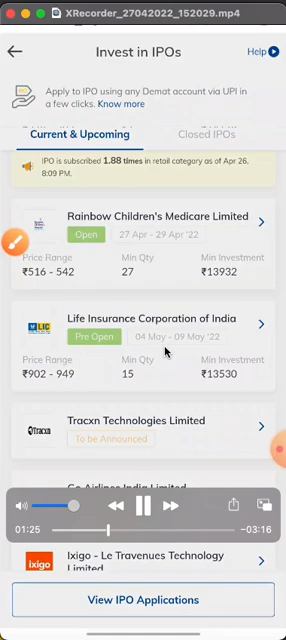 XRecorder_27042022_152029.mp4
Invest in IPOs
Help
Apply to IPO using any Demat account via UPI in
a few clicks. Know more
Current & Upcoming
Closed IPOs
IPO is subscribed 1.88 times in retail category as of Apr 26,
8:09 PM.
Rainbow Children's Medicare Limited
Open
27 Apr - 29 Apr '22
Price Range
Min Qty
Min Investment
₹516 - 542
27
₹13932
LIC
Life Insurance Corporation of India
Pre Open
04 May - 09 May '22
Price Range
Min Qty
Min Investment
₹902 - 949
15
₹13530
Tracxn
Tracxn Technologies Limited
To be Announced
Go Airlines India Limited
01:25
−03:16
ixigo
Ixigo - Le Travenues Technology
Limited
View IPO Applications